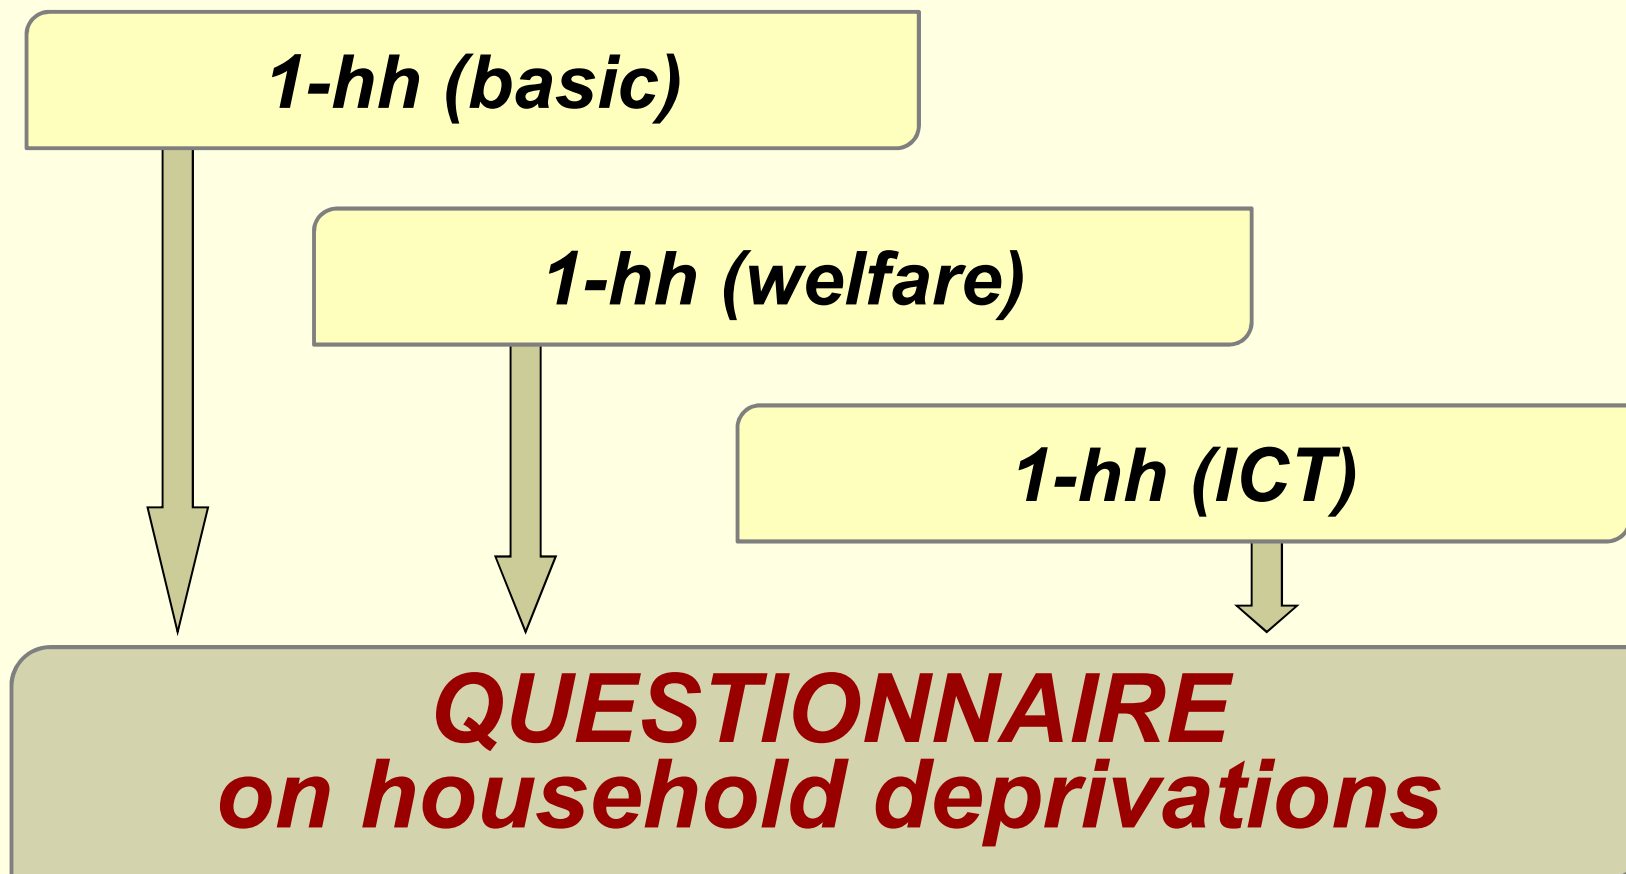 1-hh (basic)
1-hh (welfare)
1-hh (ICT)
QUESTIONNAIRE
on household deprivations